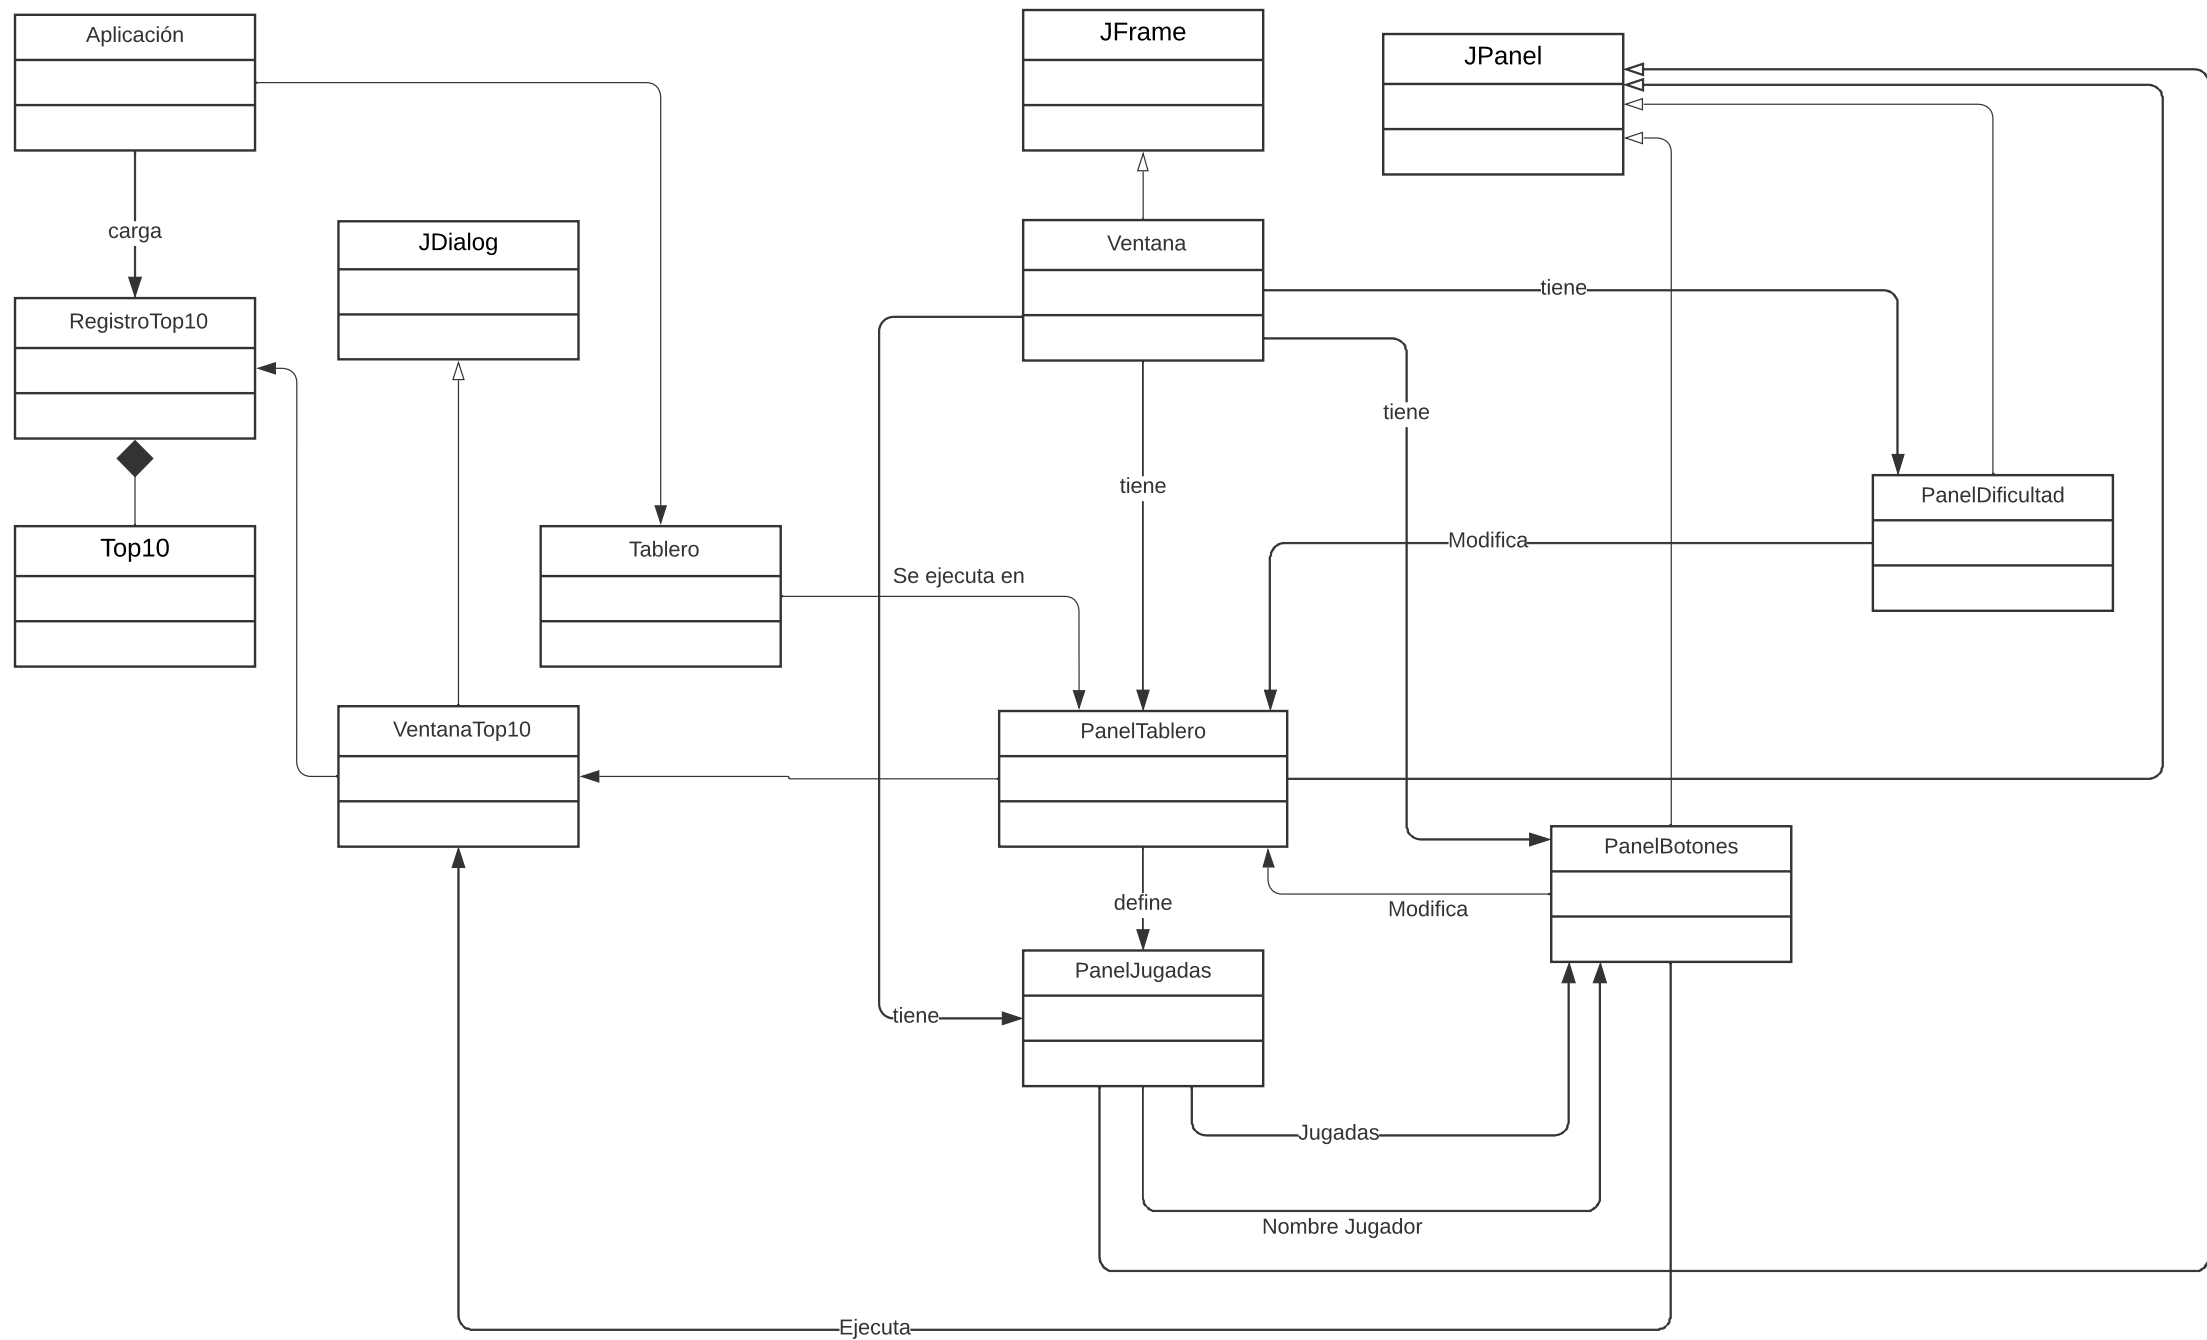 Aplicación
JFrame
JPanel
carga
JDialog
Ventana
tiene
RegistroTop10
tiene
tiene
PanelDificultad
Modifica
Top10
Tablero
Se ejecuta en
VentanaTop10
PanelTablero
PanelBotones
define
Modifica
PanelJugadas
tiene
Jugadas
Nombre Jugador
Ejecuta